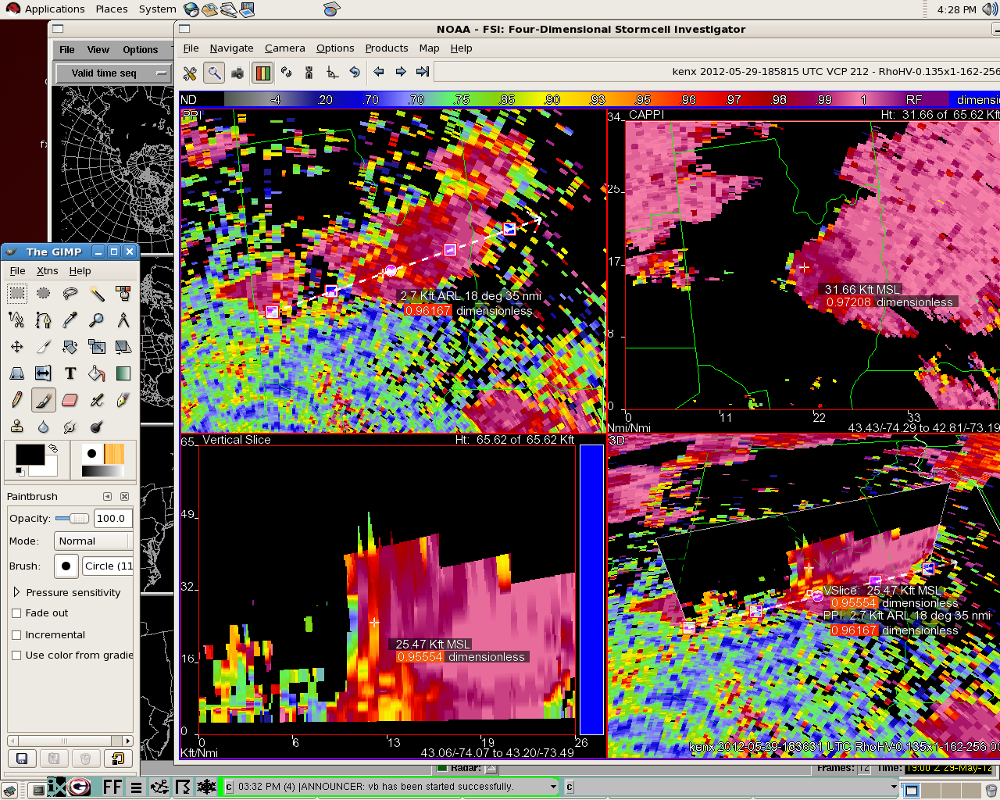 Applications Places System
4:28 PM
NOAA - FSI: Four-Dimensional Stormcell Investigator
File View Options
File Navigate Camera Options Products Map Help
Valid time seq
kenx 2012-05-29-185815 UTC VCP 212 - RhoHV-0.135x1-162-256
ND -4 .20 .70 .70 .75 .85 .90 .93 .95 .96 .97 .98 .99 1 RF dimensi
PPI
2.7 Kft ARL 18 deg 35 nmi
0.96167 dimensionless
CAPPI
Ht: 31.66 of 65.62 Kft
34
25
17
8
0
11
22
33
31.66 Kft MSL
0.97208 dimensionless
Nmi/Nmi
43.43/-74.29 to 42.81/-73.19
Vertical Slice
Ht: 65.62 of 65.62 Kft
65.
49
32
16
0
0
6
13
19
26
25.47 Kft MSL
0.95554 dimensionless
Kft/Nmi
43.06/-74.07 to 43.20/-73.49
3D
VSlice: 25.47 Kft MSL
0.95554 dimensionless
PPI: 2.7 Kft ARL 18 deg 35 nmi
0.96167 dimensionless
kenx 2012-05-29-183631 UTC RhoHV-0.135x1-162-256 00
The GIMP
File Xtns Help
Paintbrush
Opacity: 100.0
Mode: Normal
Brush: Circle (11
Pressure sensitivity
Fade out
Incremental
Use color from gradie
Radar:
Frames: 12 Time: 19:00 Z 29-May-12
FF
c 03:32 PM (4) |ANNOUNCER: vb has been started successfully.
c